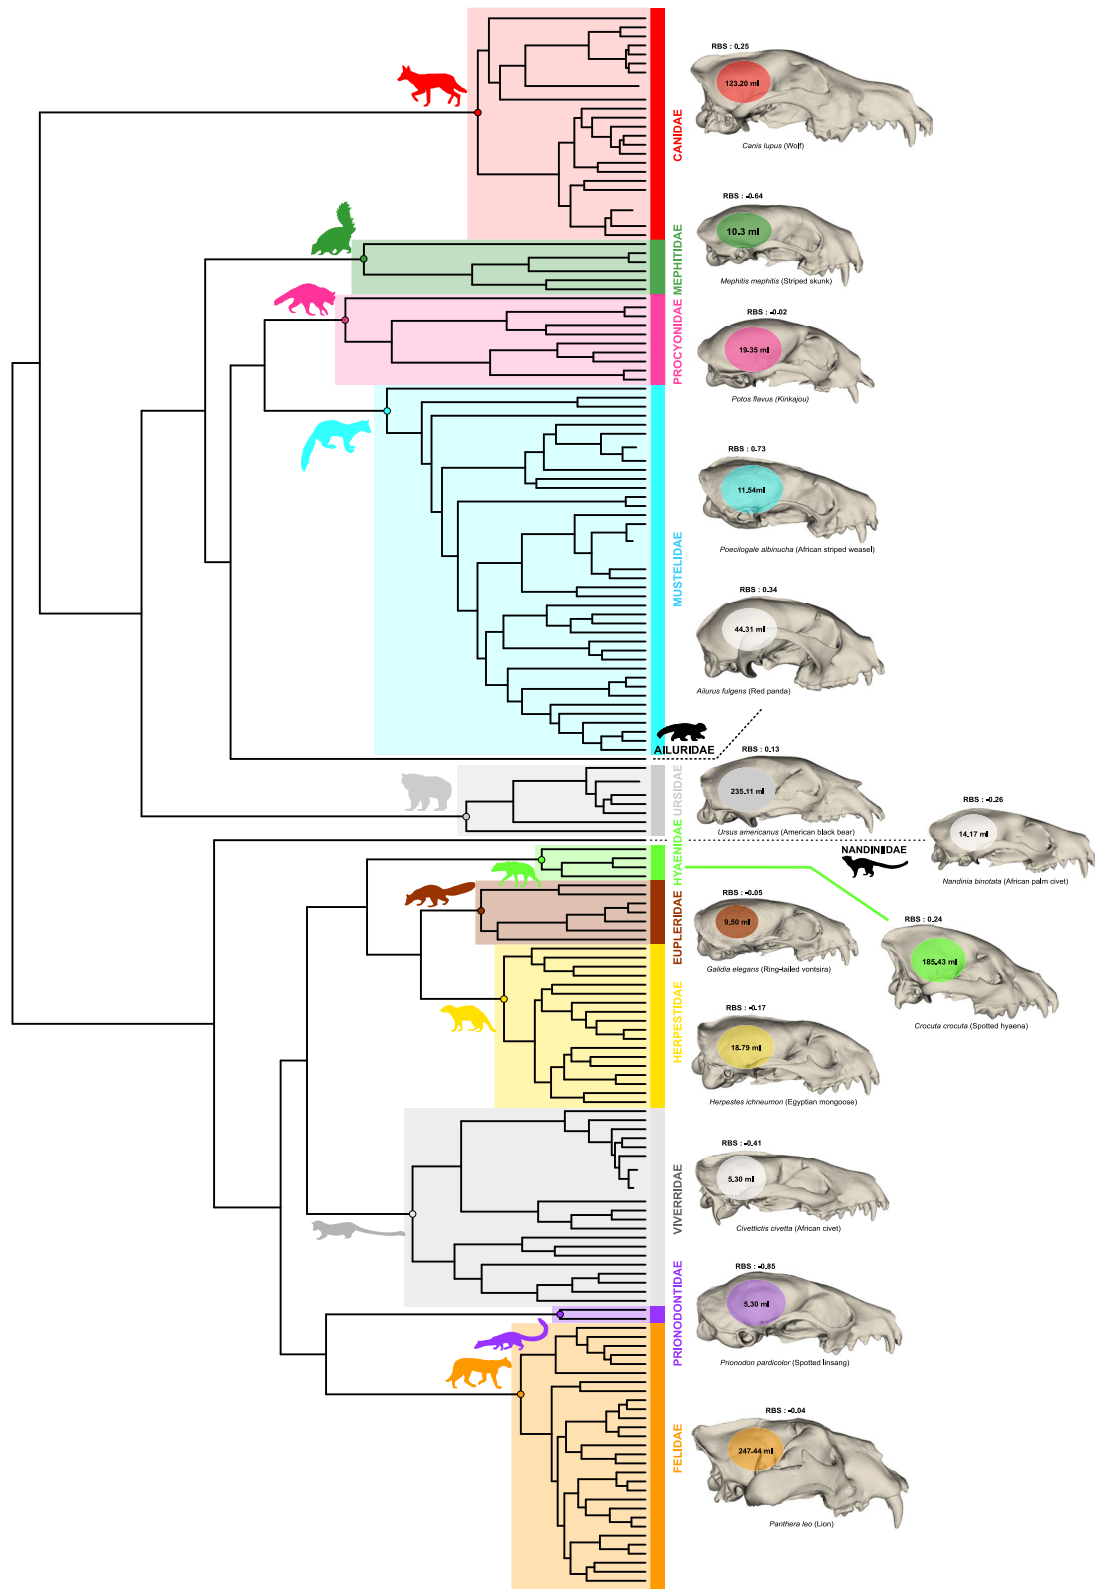 RBS : 0.25
123.20 ml
Canis lupus (Wolf)
CANIDAE
RBS : -0.64
10.3 ml
Mephitis mephitis (Striped skunk)
MEPHITIDAE
RBS : -0.02
19.35 ml
Potos flavus (Kinkajou)
PROCYONIDAE
RBS : 0.73
11.54ml
Poecilogale albinucha (African striped weasel)
MUSTELIDAE
RBS : 0.34
44.31 ml
Ailurus fulgens (Red panda)
AILURIDAE
RBS : 0.13
235.11 ml
Ursus americanus (American black bear)
URSIDAE
RBS : -0.26
14.17 ml
Nandinia binotata (African palm civet)
NANDINIDAE
HYAENIDAE
RBS : -0.05
9.50 ml
Galidia elegans (Ring-tailed vontsira)
EUPLERIDAE
RBS : 0.24
185.43 ml
Crocuta crocuta (Spotted hyaena)
RBS : -0.17
18.79 ml
Herpestes ichneumon (Egyptian mongoose)
HERPESTIDAE
RBS : -0.41
5.30 ml
Civettictis civetta (African civet)
VIVERRIDAE
RBS : -0.85
5.30 ml
Prionodon pardicolor (Spotted linsang)
PRIONODONTIDAE
RBS : -0.04
247.44 ml
Panthera leo (Lion)
FELIDAE